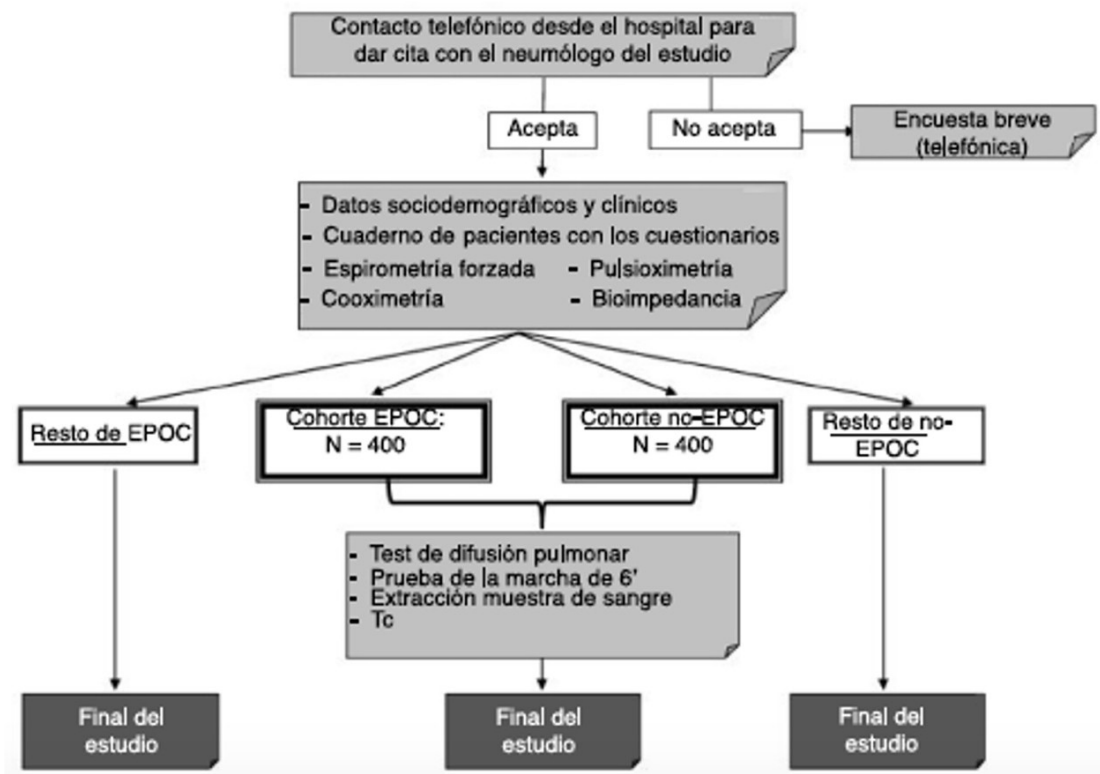 Contacto telefónico desde el hospital para
dar cita con el neumólogo del estudio
Acepta
No acepta
Encuesta breve
(telefónica)
- Datos sociodemográficos y clínicos
- Cuaderno de pacientes con los cuestionarios
- Espirometría forzada - Pulsioximetría
- Cooximetría - Bioimpedancia
Resto de EPOC
Cohorte EPOC:
N = 400
Cohorte no-EPOC
N = 400
Resto de no-
EPOC
- Test de difusión pulmonar
- Prueba de la marcha de 6’
- Extracción muestra de sangre
- Tc
Final del
estudio
Final del
estudio
Final del
estudio